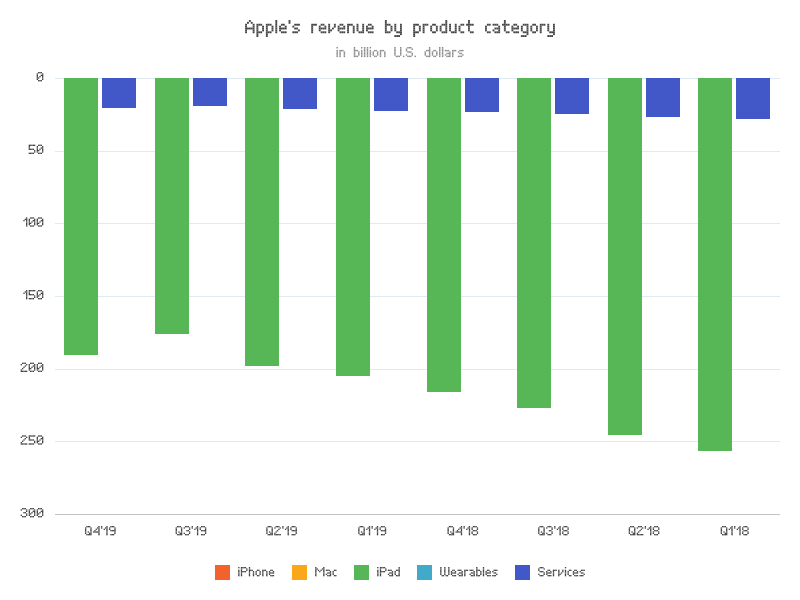 Apple's revenue by product category
in billion U.S. dollars
0
50
100
150
200
250
300
Q4'19 Q3'19 Q2'19 Q1'19 Q4'18 Q3'18 Q2'18 Q1'18
iPhone Mac iPad Wearables Services